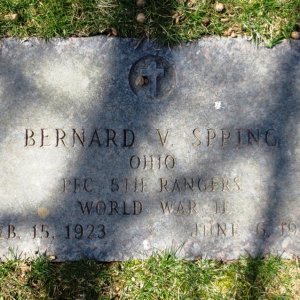 BERNARD V SPRING
OHIO
PFC 5TH RANGERS
WORLD WAR II
B. 15, 1923 JUNE 6, 19